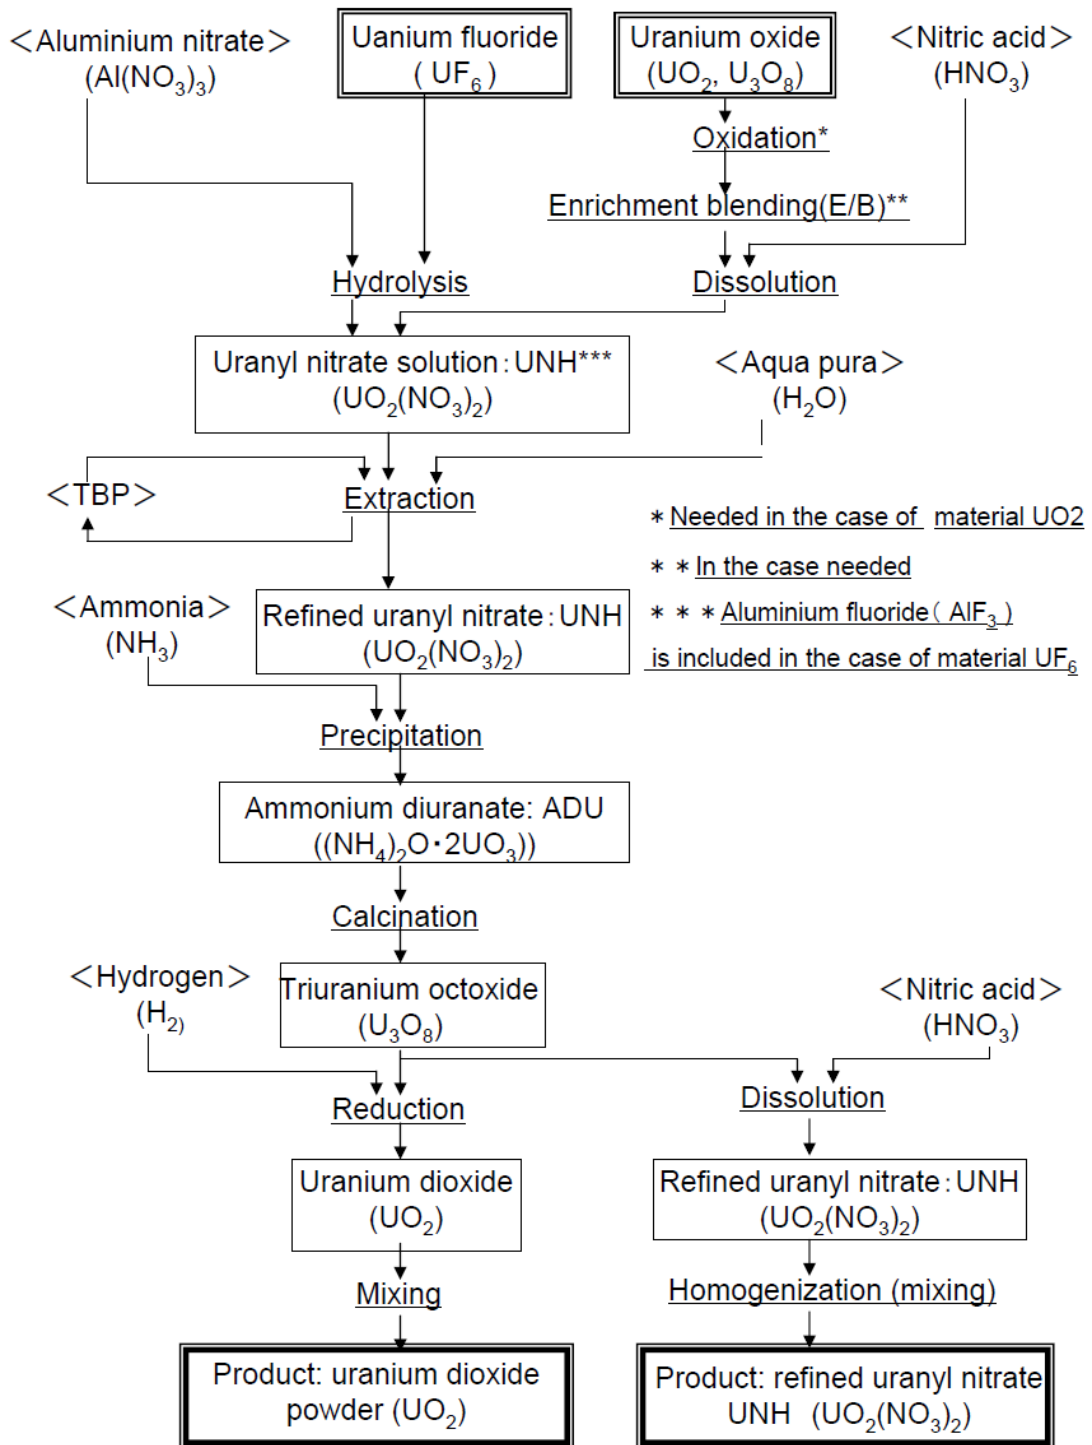 <Aluminium nitrate>
(Al(NO₃)₃)
Uanium fluoride
( UF₆ )
Uranium oxide
(UO₂, U₃O₈)
<Nitric acid>
(HNO₃)
Oxidation*
Enrichment blending(E/B)**
Hydrolysis
Dissolution
Uranyl nitrate solution:UNH***
(UO₂(NO₃)₂)
<Aqua pura>
(H₂O)
<TBP>
Extraction
*Needed in the case of material UO2
**In the case needed
***Aluminium fluoride( AlF₃ )
is included in the case of material UF₆
<Ammonia>
(NH₃)
Refined uranyl nitrate:UNH
(UO₂(NO₃)₂)
Precipitation
Ammonium diuranate: ADU
((NH₄)₂O・2UO₃))
Calcination
<Hydrogen>
(H₂₎
Triuranium octoxide
(U₃O₈)
<Nitric acid>
(HNO₃)
Reduction
Dissolution
Uranium dioxide
(UO₂)
Refined uranyl nitrate:UNH
(UO₂(NO₃)₂)
Mixing
Homogenization (mixing)
Product: uranium dioxide
powder (UO₂)
Product: refined uranyl nitrate
UNH (UO₂(NO₃)₂)